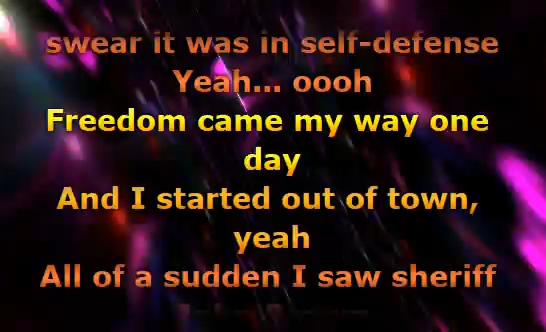 swear it was in self-defense
Yeah... oooh
Freedom came my way one
day
And I started out of town,
yeah
All of a sudden I saw sheriff